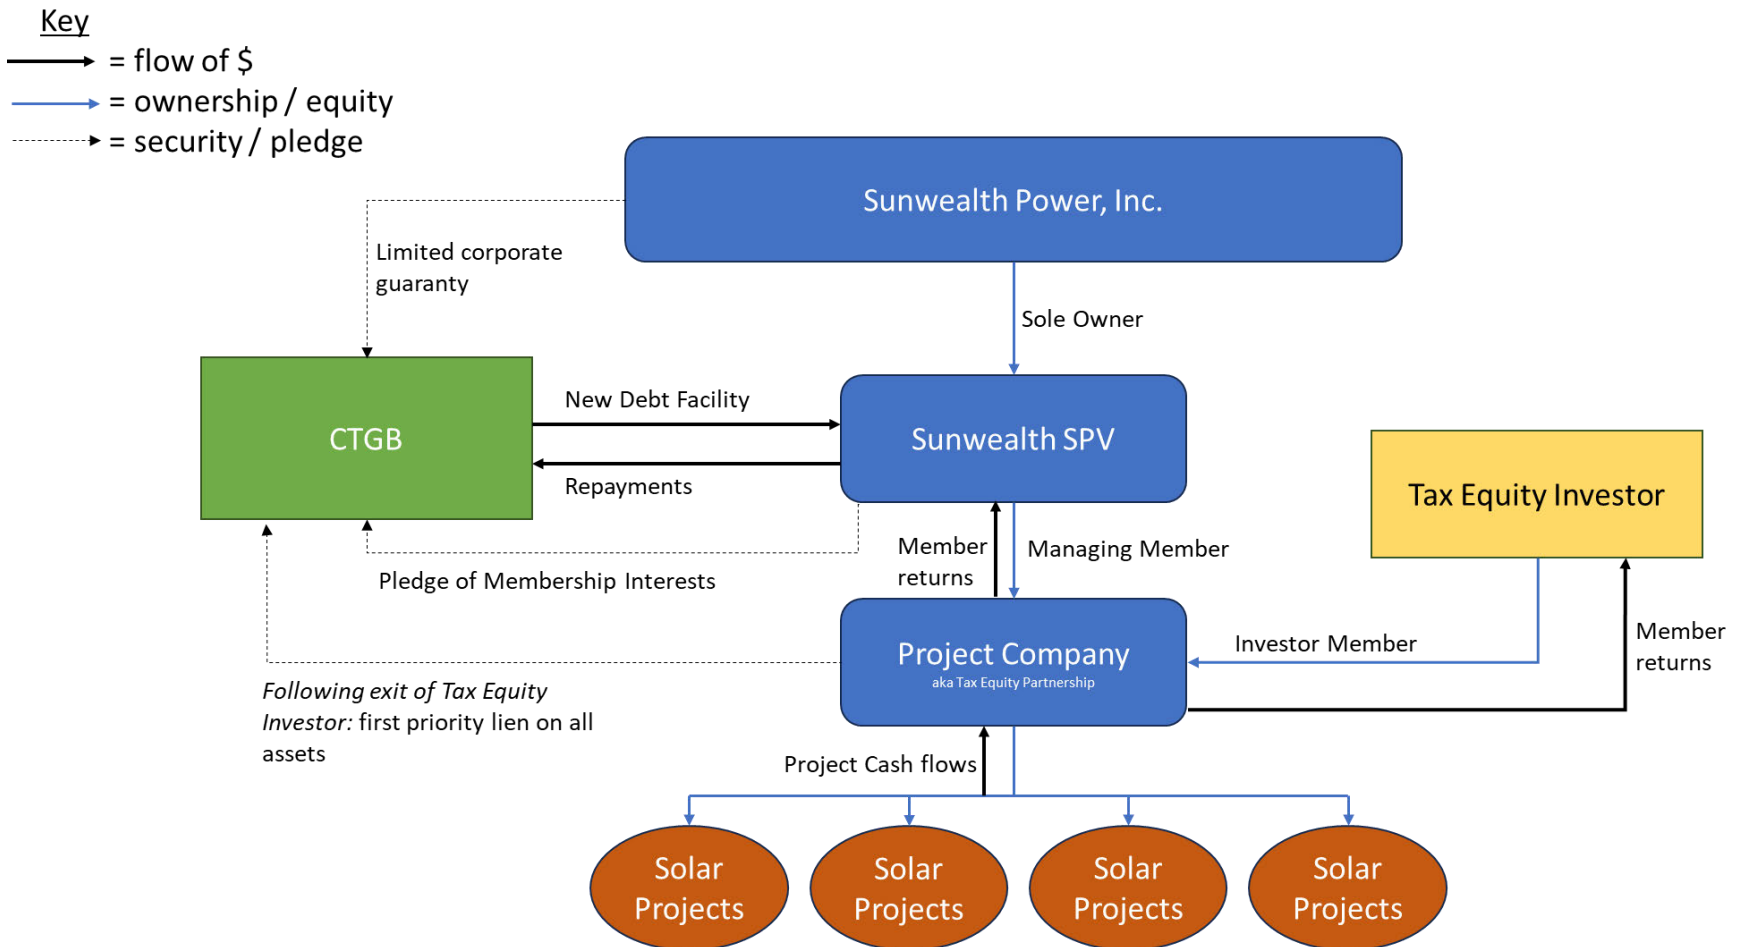 Key
= flow of $
= ownership / equity
= security / pledge
Sunwealth Power, Inc.
Limited corporate
guaranty
Sole Owner
New Debt Facility
CTGB
Sunwealth SPV
Repayments
Tax Equity Investor
Member
returns
Managing Member
Pledge of Membership Interests
Project Company
aka Tax Equity Partnership
Investor Member
Member
returns
Following exit of Tax Equity
Investor: first priority lien on all
assets
Project Cash flows
Solar
Projects
Solar
Projects
Solar
Projects
Solar
Projects